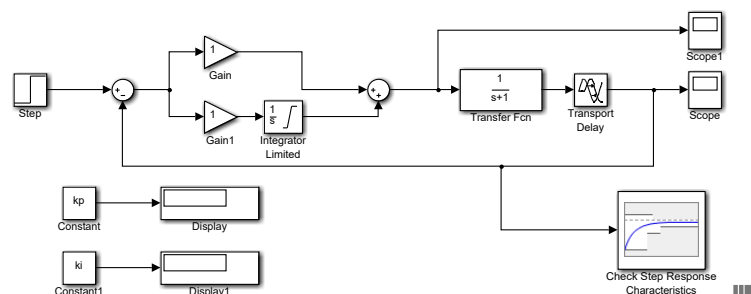 1
Gain
Scope1
Step
+
−
1
Gain1
1
s
Integrator
Limited
+
+
1
s+1
Transfer Fcn
Transport
Delay
Scope
kp
Constant
Display
ki
Constant1
Display1
Check Step Response
Characteristics